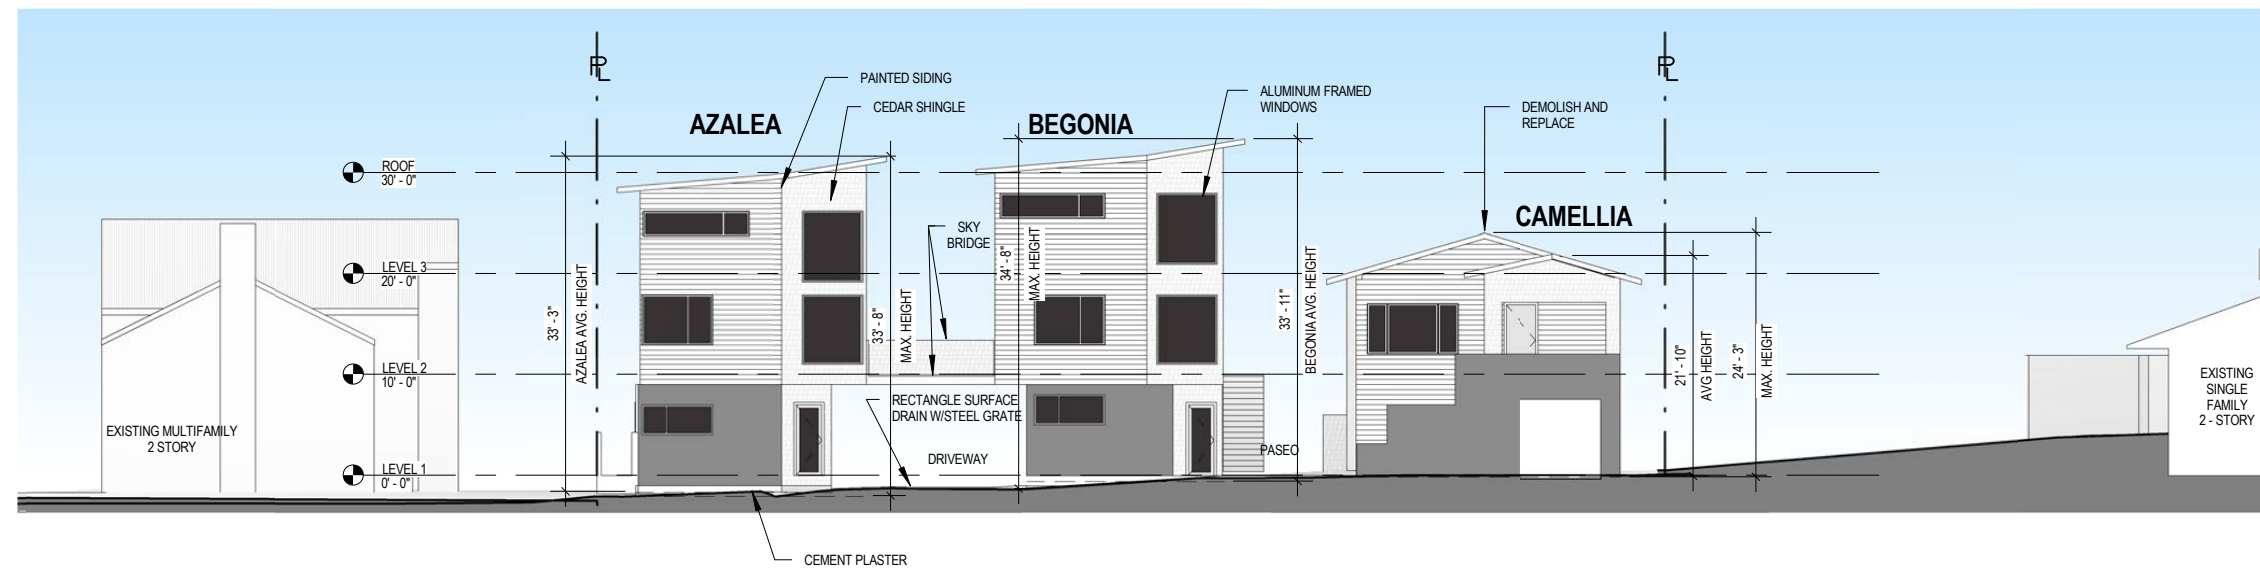 PL
PL
PAINTED SIDING
CEDAR SHINGLE
ALUMINUM FRAMED
WINDOWS
DEMOLISH AND
REPLACE
AZALEA
BEGONIA
CAMELLIA
ROOF
30' - 0"
LEVEL 3
20' - 0"
LEVEL 2
10' - 0"
LEVEL 1
0' - 0"
SKY
BRIDGE
33' - 3"
AZALEA AVG. HEIGHT
33' - 8"
MAX. HEIGHT
34' - 8"
MAX. HEIGHT
33' - 11"
BEGONIA AVG. HEIGHT
21' - 10"
AVG HEIGHT
24' - 3"
MAX. HEIGHT
EXISTING MULTIFAMILY
2 STORY
RECTANGLE SURFACE
DRAIN W/STEEL GRATE
DRIVEWAY
PASEO
EXISTING
SINGLE
FAMILY
2 - STORY
CEMENT PLASTER